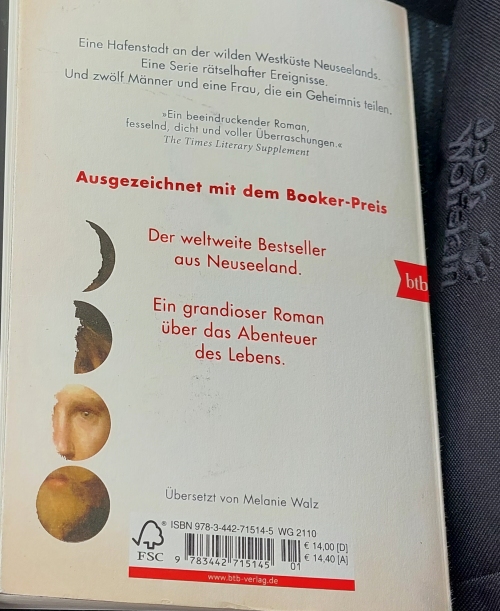 Eine Hafenstadt an der wilden Westküste Neuseelands.
Eine Serie rätselhafter Ereignisse.
Und zwölf Männer und eine Frau, die ein Geheimnis teilen.
»Ein beeindruckender Roman,
fesselnd, dicht und voller Überraschungen.«
The Times Literary Supplement
Ausgezeichnet mit dem Booker-Preis
Der weltweite Bestseller
aus Neuseeland.
btb
Ein grandioser Roman
über das Abenteuer
des Lebens.
Übersetzt von Melanie Walz
ISBN 978-3-442-71514-5 WG 2110
€ 14,00 [D]
€ 14,40 [A]
FSC
9 783442 715145 01
www.btb-verlag.de
Jack
Wolfskin